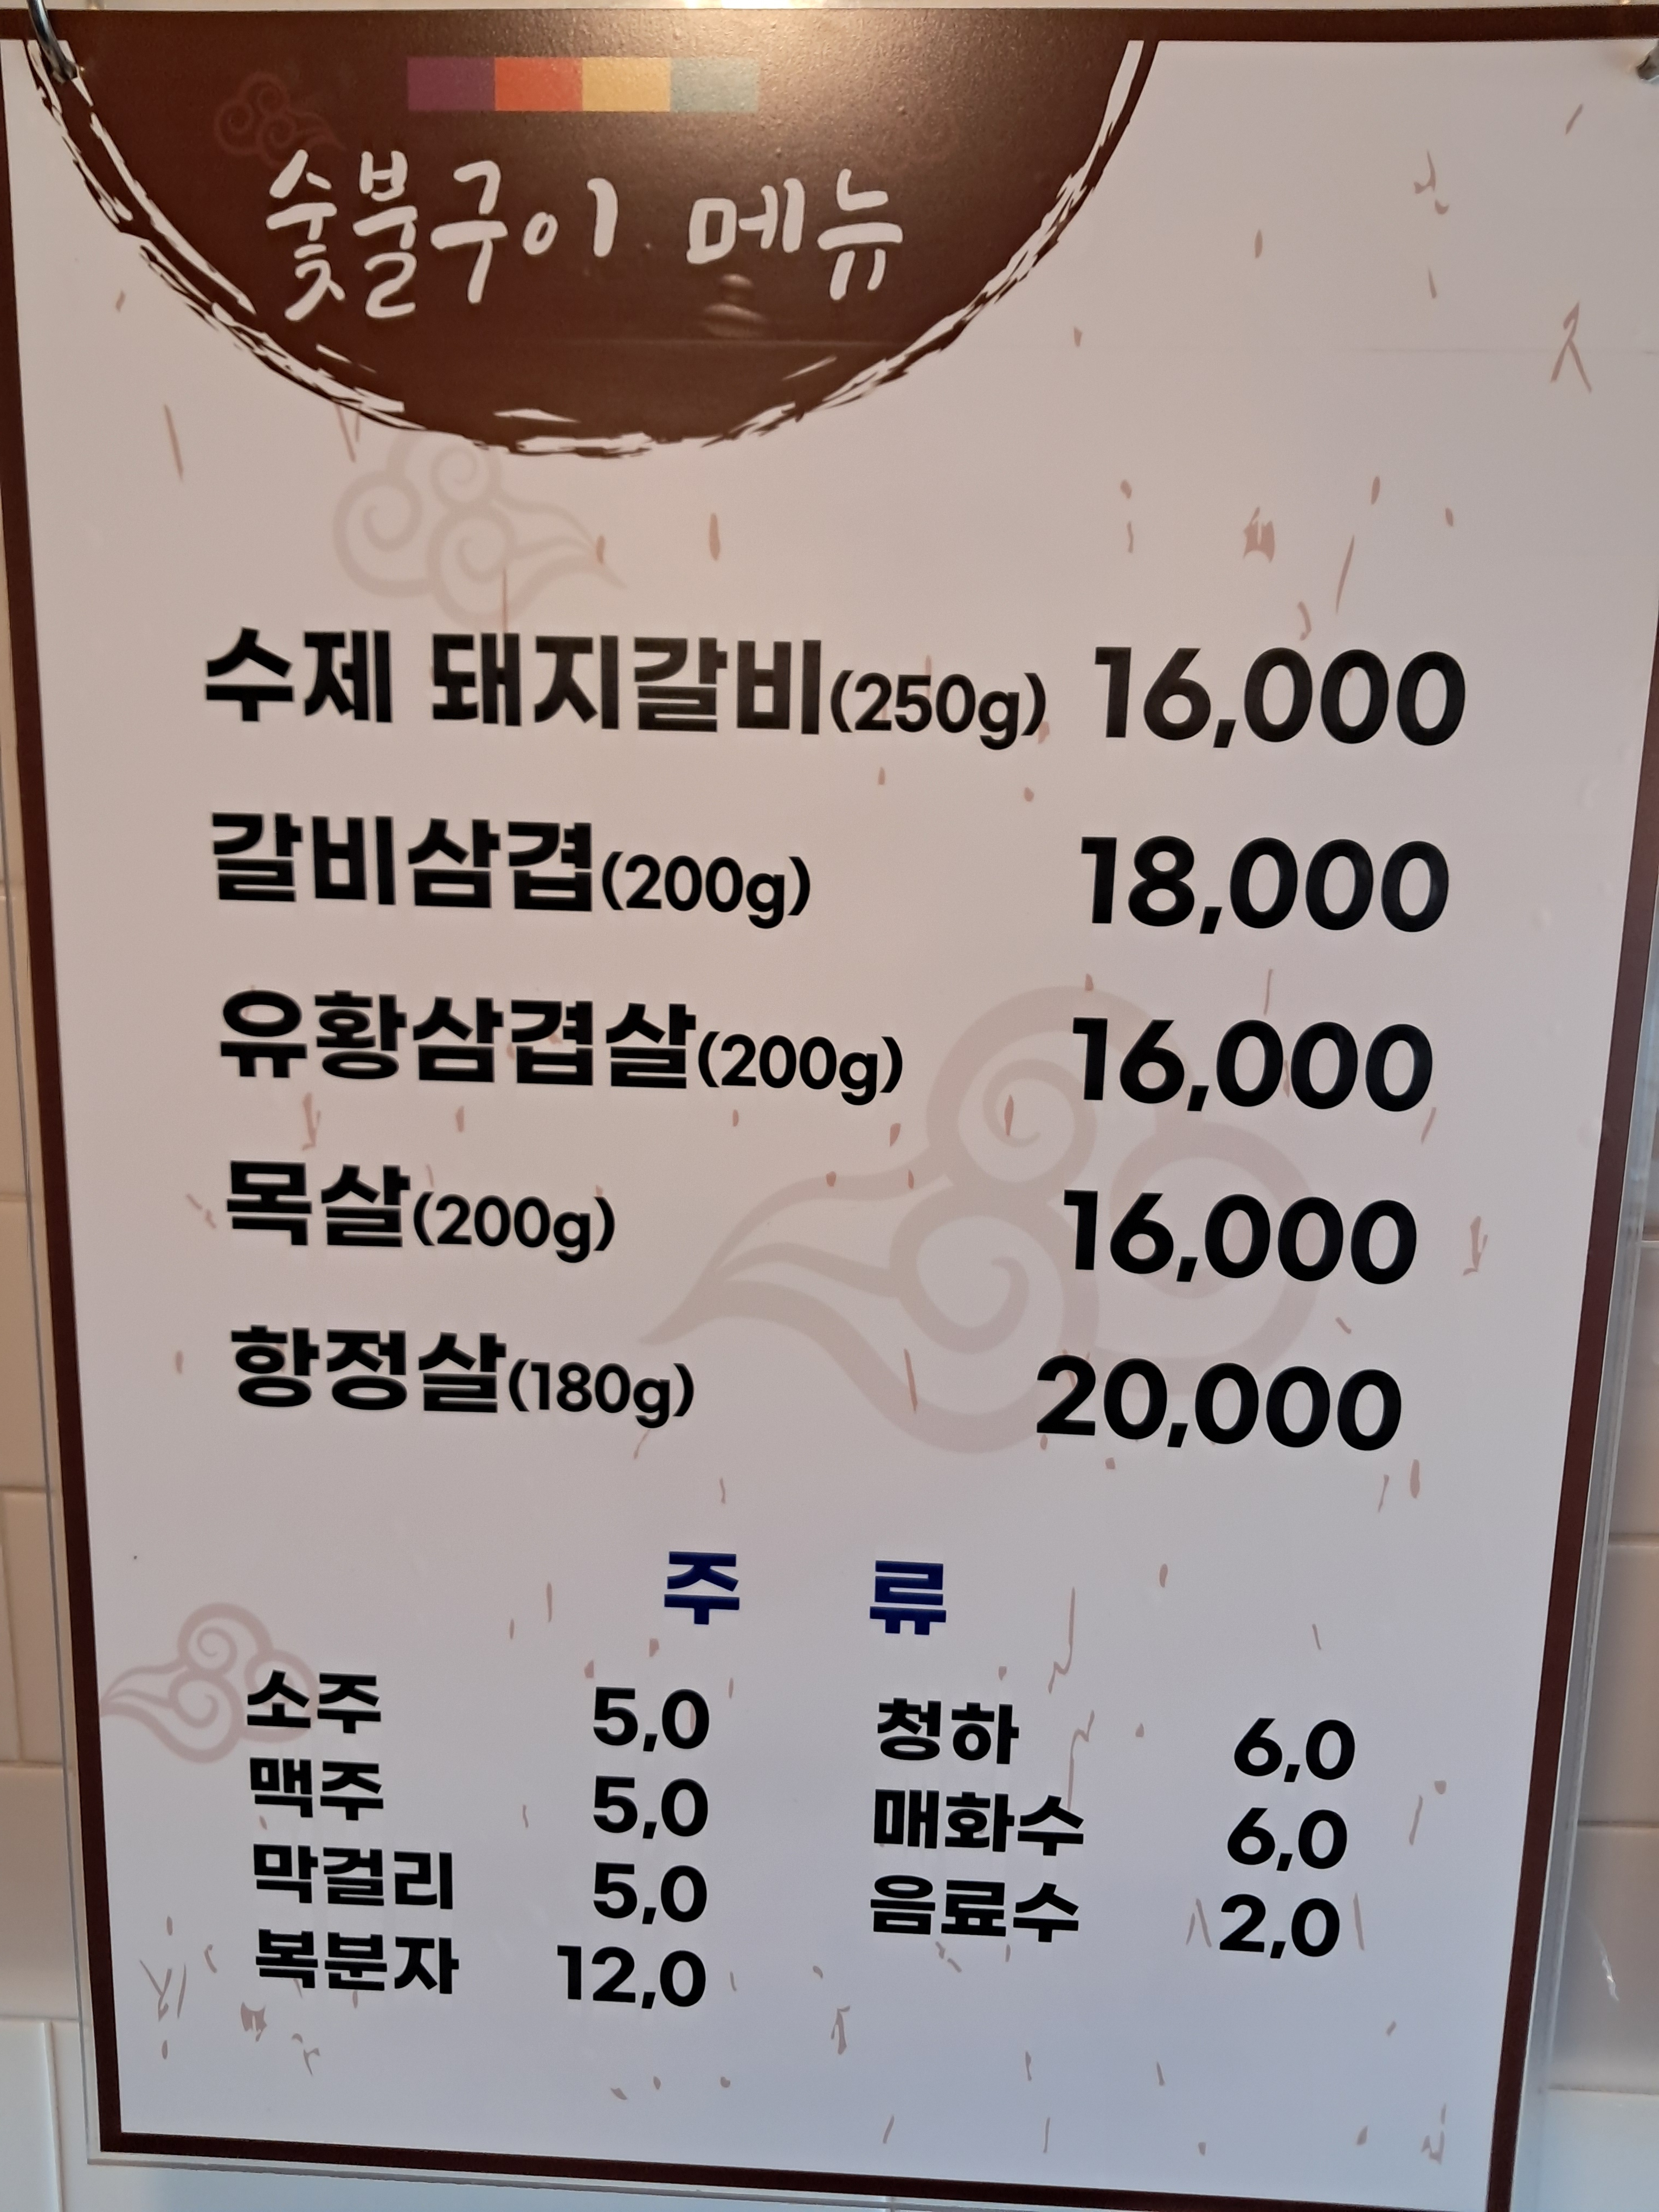 숯불구이 메뉴
수제 돼지갈비(250g) 16,000
갈비삼겹(200g) 18,000
유황삼겹살(200g) 16,000
목살(200g) 16,000
항정살(180g) 20,000
주 류
소주 5,0 청하 6,0
맥주 5,0 매화수 6,0
막걸리 5,0 음료수 2,0
복분자 12,0